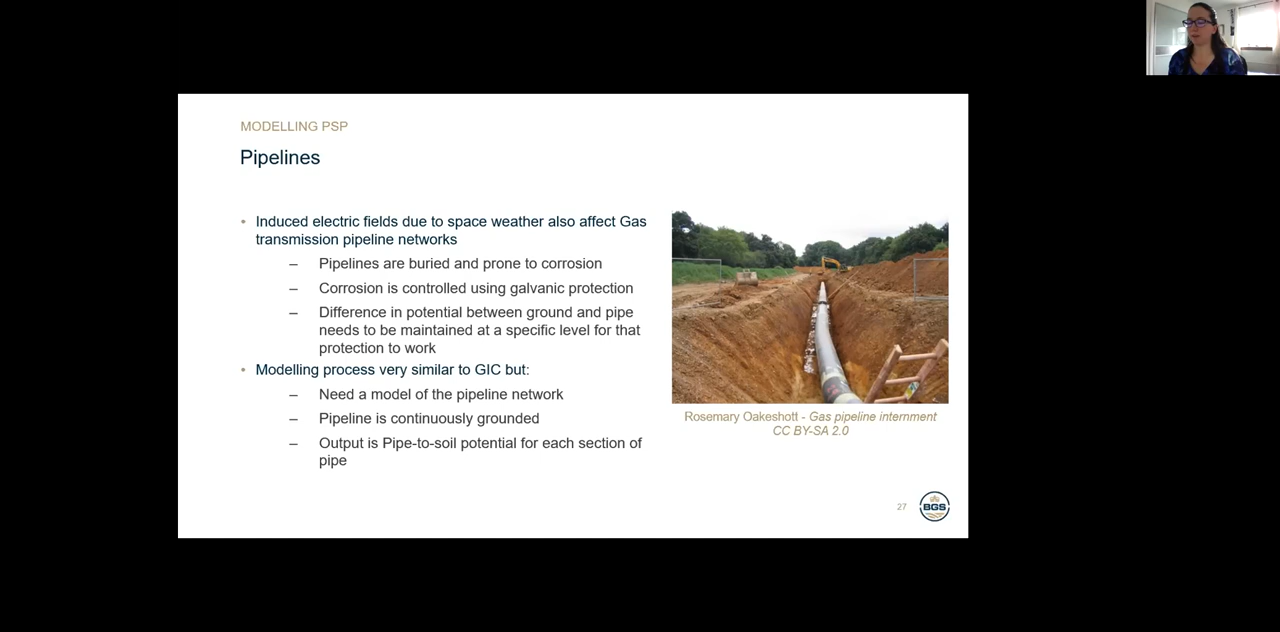 MODELLING PSP
Pipelines
• Induced electric fields due to space weather also affect Gas
transmission pipeline networks
– Pipelines are buried and prone to corrosion
– Corrosion is controlled using galvanic protection
– Difference in potential between ground and pipe
needs to be maintained at a specific level for that
protection to work
• Modelling process very similar to GIC but:
– Need a model of the pipeline network
– Pipeline is continuously grounded
– Output is Pipe-to-soil potential for each section of
pipe
Rosemary Oakeshott - Gas pipeline internment
CC BY-SA 2.0
27
BGS